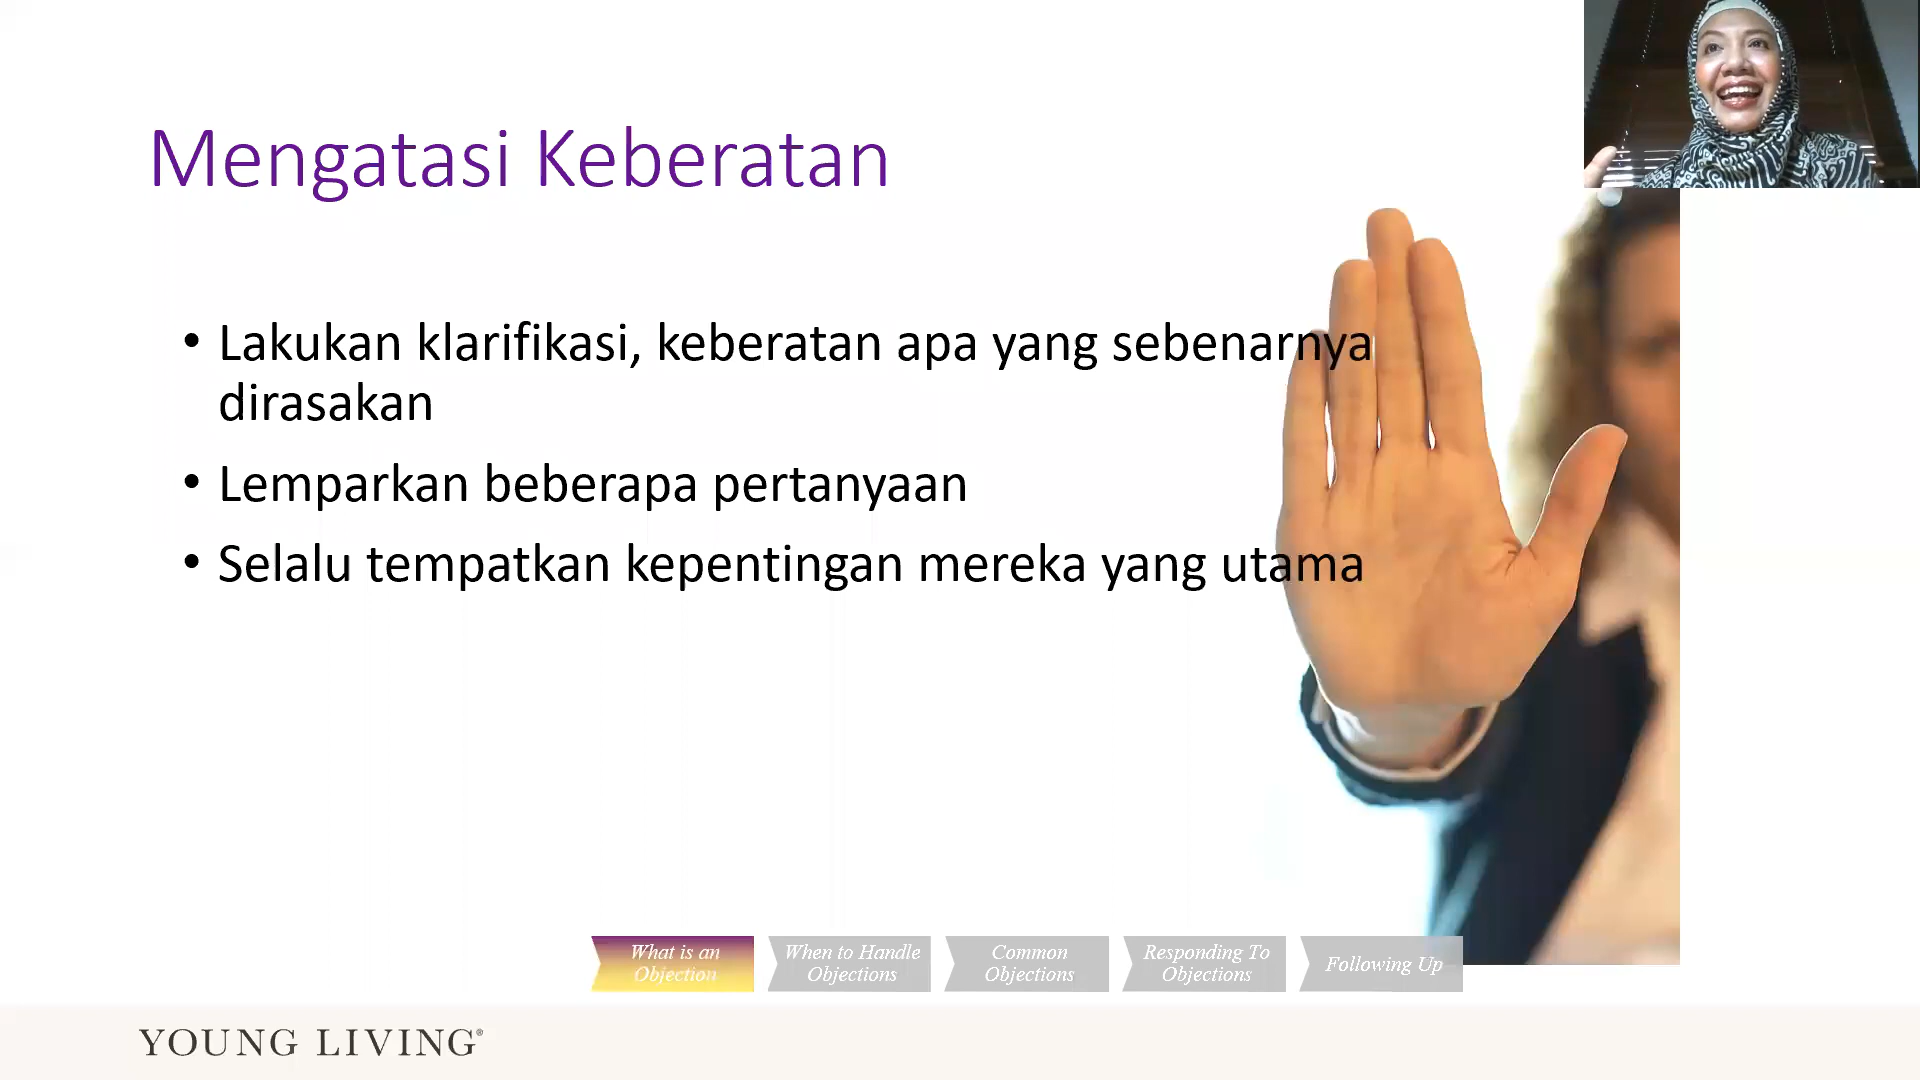 Mengatasi Keberatan
• Lakukan klarifikasi, keberatan apa yang sebenarnya
dirasakan
• Lemparkan beberapa pertanyaan
• Selalu tempatkan kepentingan mereka yang utama
What is an
Objection
When to Handle
Objections
Common
Objections
Responding To
Objections
Following Up
YOUNG LIVING®